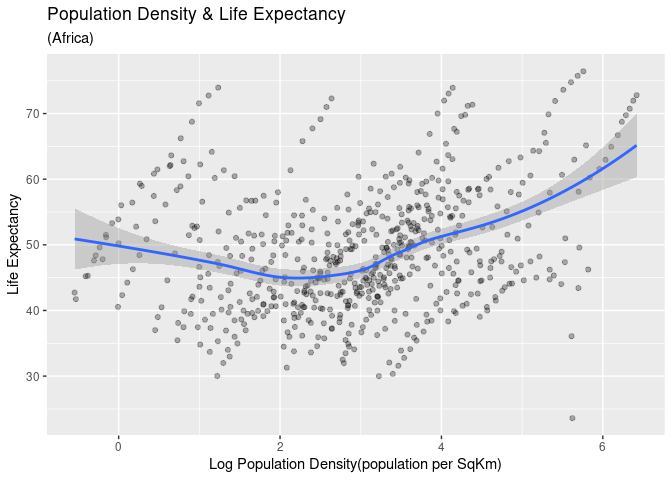 Population Density & Life Expectancy
(Africa)
70
60
50
40
30
Life Expectancy
0 2 4 6
Log Population Density(population per SqKm)